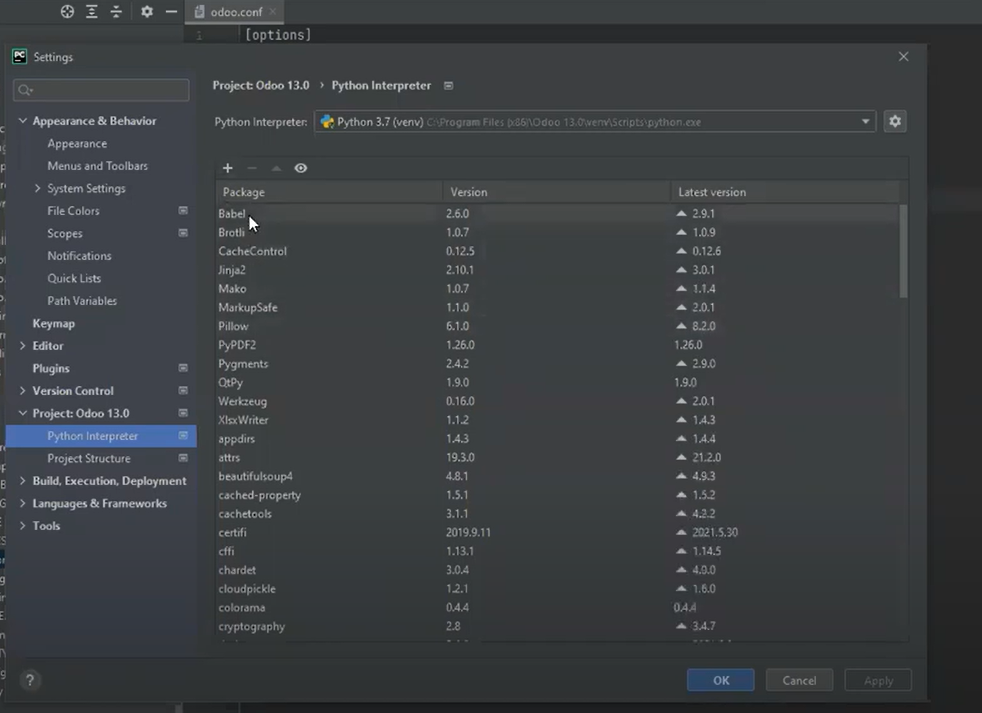 odoo.conf
1 [options]
PC Settings
Project: Odoo 13.0 › Python Interpreter
Python Interpreter: Python 3.7 (venv) C:\Program Files (x86)\Odoo 13.0\venv\Scripts\python.exe
Appearance & Behavior
Appearance
Menus and Toolbars
System Settings
File Colors
Scopes
Notifications
Quick Lists
Path Variables
Keymap
Editor
Plugins
Version Control
Project: Odoo 13.0
Python Interpreter
Project Structure
Build, Execution, Deployment
Languages & Frameworks
Tools
Package Version Latest version
Babel 2.6.0 2.9.1
Brotli 1.0.7 1.0.9
CacheControl 0.12.5 0.12.6
Jinja2 2.10.1 3.0.1
Mako 1.0.7 1.1.4
MarkupSafe 1.1.0 2.0.1
Pillow 6.1.0 8.2.0
PyPDF2 1.26.0 1.26.0
Pygments 2.4.2 2.9.0
QtPy 1.9.0 1.9.0
Werkzeug 0.16.0 2.0.1
XlsxWriter 1.1.2 1.4.3
appdirs 1.4.3 1.4.4
attrs 19.3.0 21.2.0
beautifulsoup4 4.8.1 4.9.3
cached-property 1.5.1 1.5.2
cachetools 3.1.1 4.2.2
certifi 2019.9.11 2021.5.30
cffi 1.13.1 1.14.5
chardet 3.0.4 4.0.0
cloudpickle 1.2.1 1.6.0
colorama 0.4.4 0.4.4
cryptography 2.8 3.4.7
? OK Cancel Apply